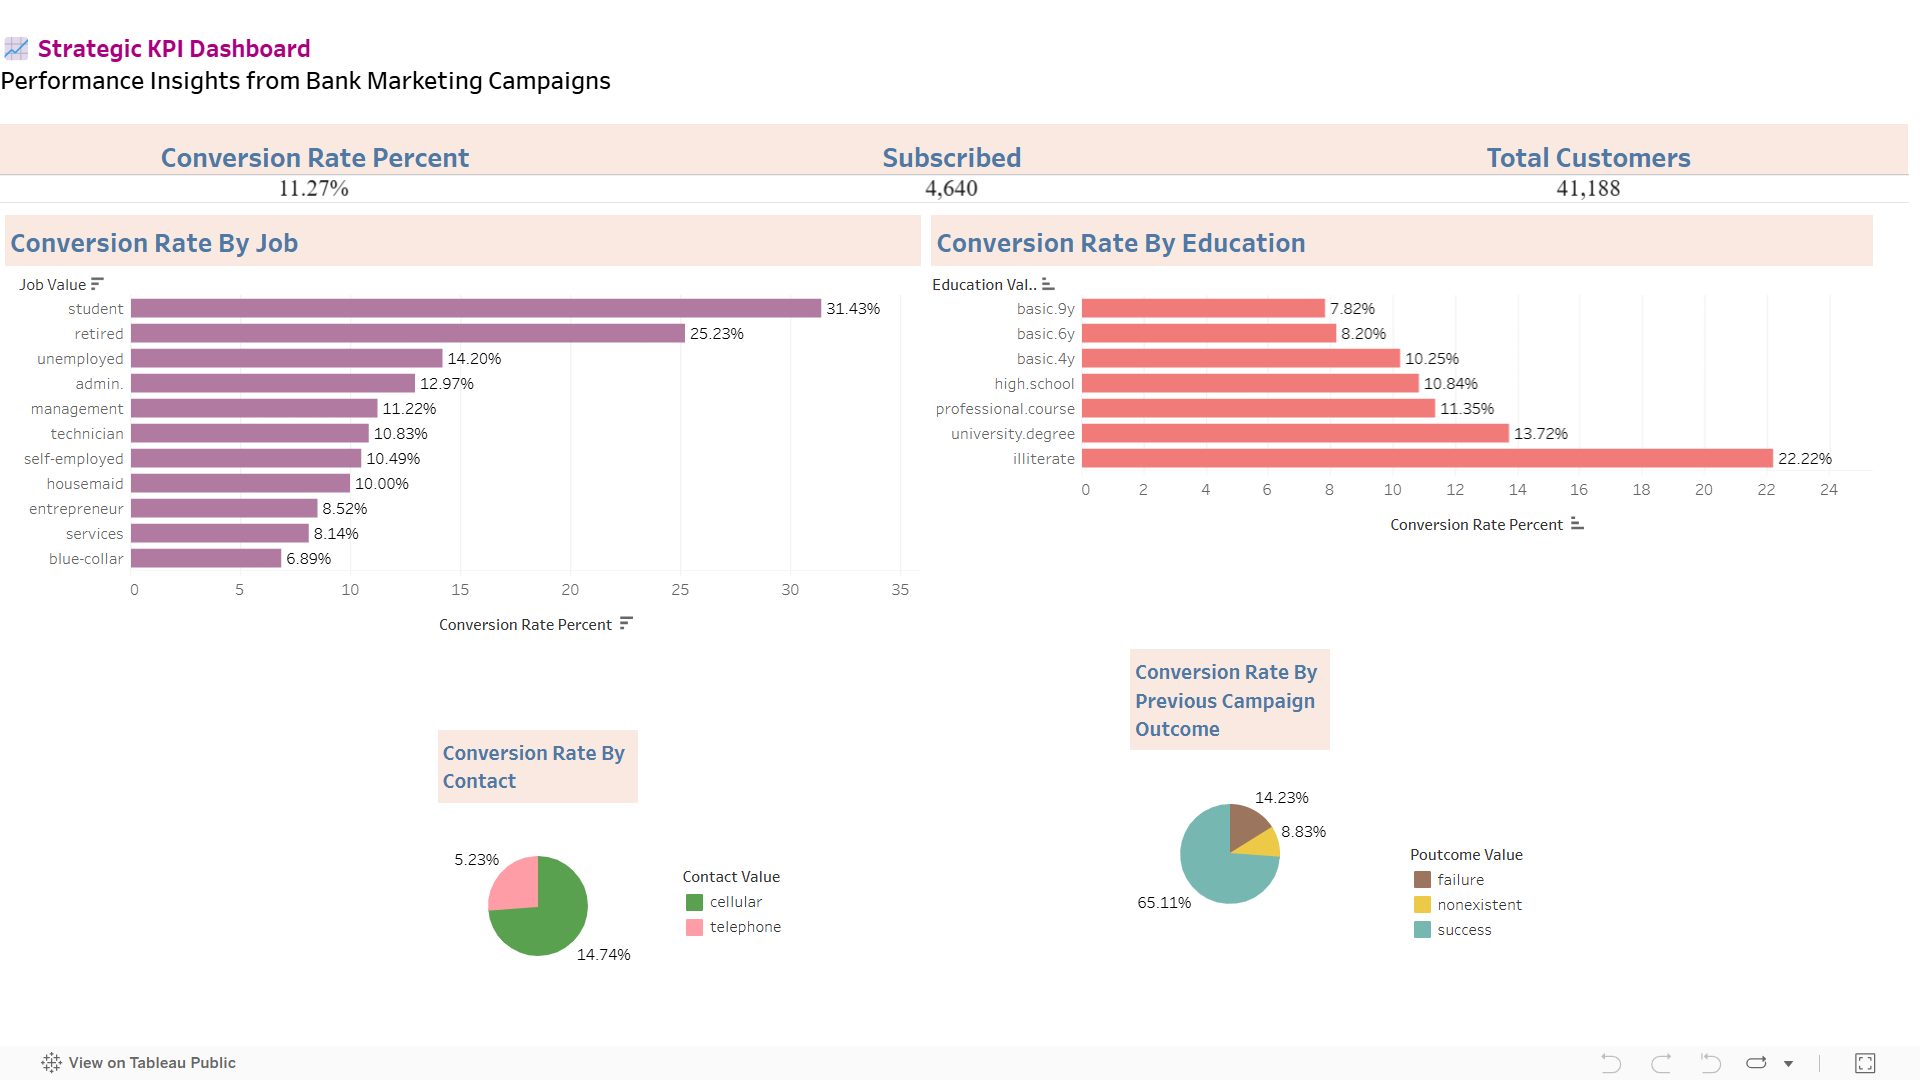 Strategic KPI Dashboard
Performance Insights from Bank Marketing Campaigns
Conversion Rate Percent Subscribed Total Customers
11.27% 4,640 41,188
Conversion Rate By Job
Job Value
student 31.43%
retired 25.23%
unemployed 14.20%
admin. 12.97%
management 11.22%
technician 10.83%
self-employed 10.49%
housemaid 10.00%
entrepreneur 8.52%
services 8.14%
blue-collar 6.89%
0 5 10 15 20 25 30 35
Conversion Rate Percent
Conversion Rate By Education
Education Val..
basic.9y 7.82%
basic.6y 8.20%
basic.4y 10.25%
high.school 10.84%
professional.course 11.35%
university.degree 13.72%
illiterate 22.22%
0 2 4 6 8 10 12 14 16 18 20 22 24
Conversion Rate Percent
Conversion Rate By
Contact
5.23%
14.74%
Contact Value
cellular
telephone
Conversion Rate By
Previous Campaign
Outcome
14.23%
8.83%
65.11%
Poutcome Value
failure
nonexistent
success
View on Tableau Public